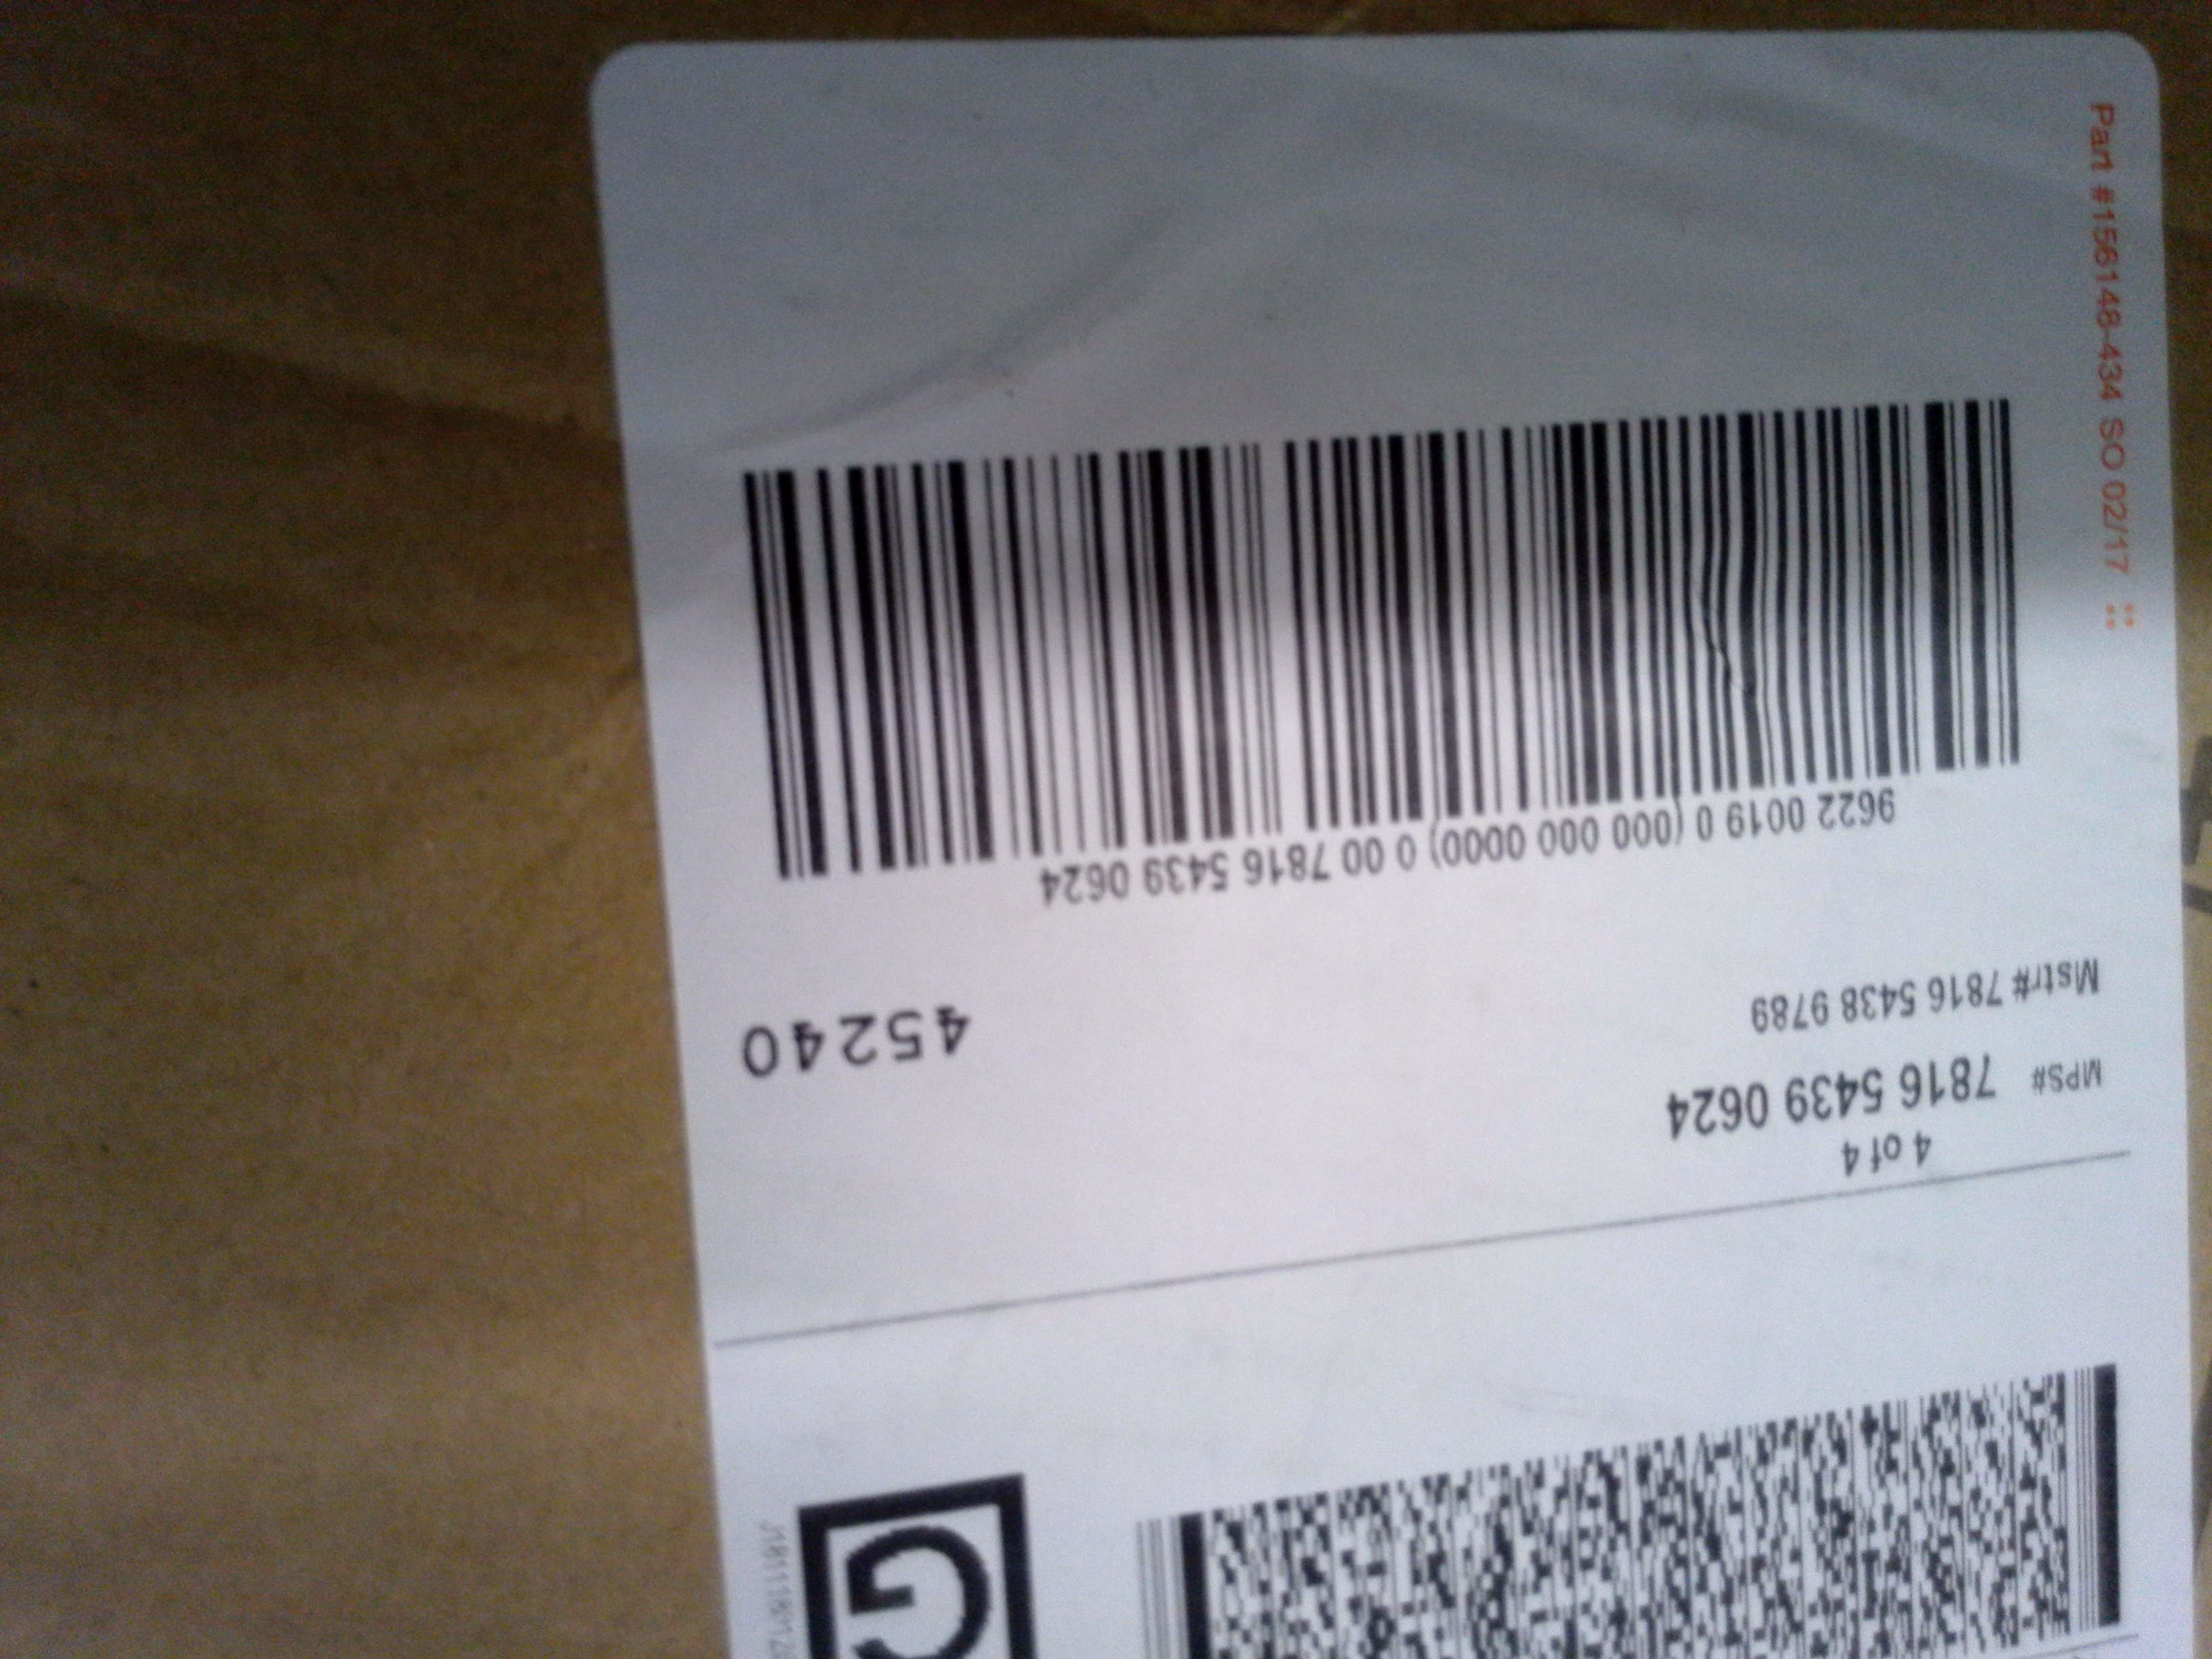 G
4 of 4
MPS# 7816 5439 0624
Mstr# 7816 5438 9789
45240
9622 0019 0 (000 000 0000) 0 00 7816 5439 0624
Part #156148-434 SO 02/17